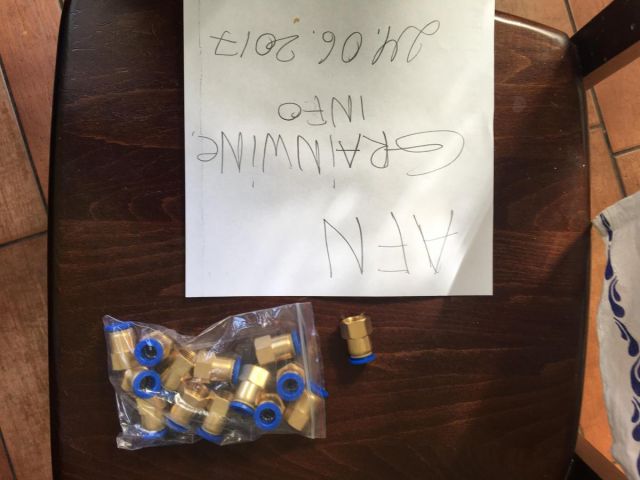 AFN
GRAiNWiNE.
INFO
24.06.2017